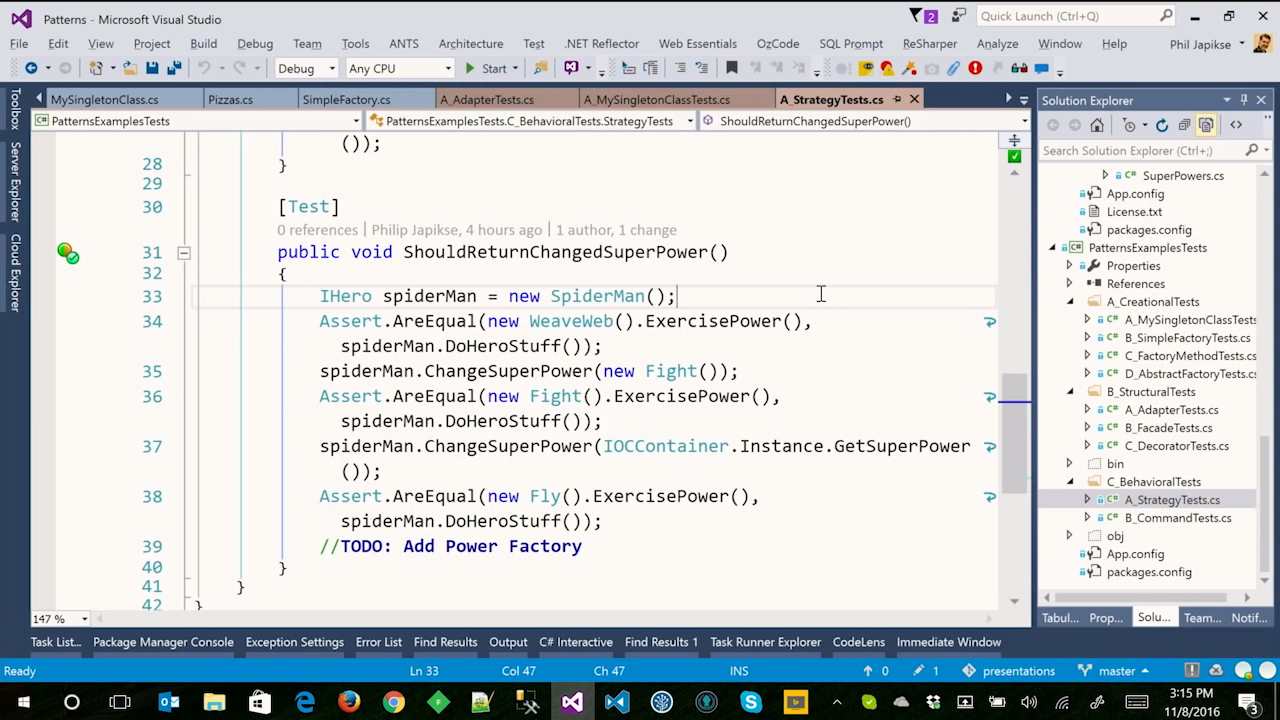 Patterns - Microsoft Visual Studio
2
Quick Launch (Ctrl+Q)
File Edit View Project Build Debug Team Tools ANTS Architecture Test .NET Reflector Web Essentials OzCode SQL Prompt ReSharper Analyze Window Help Phil Japikse
Debug Any CPU Start
Toolbox
Server Explorer
Cloud Explorer
MySingletonClass.cs Pizzas.cs SimpleFactory.cs A_AdapterTests.cs A_MySingletonClassTests.cs A_StrategyTests.cs
PatternsExamplesTests PatternsExamplesTests.C_BehavioralTests.StrategyTests ShouldReturnChangedSuperPower()
());
28 }
29
30 [Test]
0 references | Philip Japikse, 4 hours ago | 1 author, 1 change
31 public void ShouldReturnChangedSuperPower()
32 {
33 IHero spiderMan = new SpiderMan();
34 Assert.AreEqual(new WeaveWeb().ExercisePower(),
spiderMan.DoHeroStuff());
35 spiderMan.ChangeSuperPower(new Fight());
36 Assert.AreEqual(new Fight().ExercisePower(),
spiderMan.DoHeroStuff());
37 spiderMan.ChangeSuperPower(IOCContainer.Instance.GetSuperPower
());
38 Assert.AreEqual(new Fly().ExercisePower(),
spiderMan.DoHeroStuff());
39 //TODO: Add Power Factory
40 }
41 }
42 }
147 %
Solution Explorer
Search Solution Explorer (Ctrl+;)
C# SuperPowers.cs
App.config
License.txt
packages.config
C# PatternsExamplesTests
Properties
References
A_CreationalTests
C# A_MySingletonClassTests
C# B_SimpleFactoryTests.cs
C# C_FactoryMethodTests.cs
C# D_AbstractFactoryTests.cs
B_StructuralTests
C# A_AdapterTests.cs
C# B_FacadeTests.cs
C# C_DecoratorTests.cs
bin
C_BehavioralTests
C# A_StrategyTests.cs
C# B_CommandTests.cs
obj
App.config
packages.config
Tabul... Prop... Solu... Team... Notif...
Task List... Package Manager Console Exception Settings Error List Find Results Output C# Interactive Find Results 1 Task Runner Explorer CodeLens Immediate Window
Ready Ln 33 Col 47 Ch 47 INS 0 1 presentations master
3:15 PM
11/8/2016
3